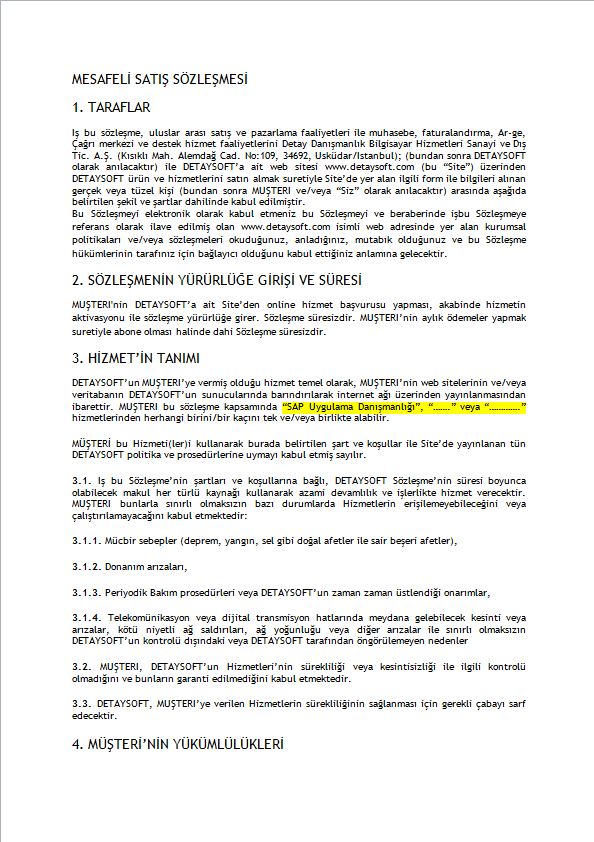 MESAFELİ SATIŞ SÖZLEŞMESİ
1. TARAFLAR
Iş bu sözleşme, uluslar arası satış ve pazarlama faaliyetleri ile muhasebe, faturalandırma, Ar-ge,
Çağrı merkezi ve destek hizmet faaliyetlerini Detay Danışmanlık Bilgisayar Hizmetleri Sanayi ve Dış
Tic. A.Ş. (Kısıklı Mah. Alemdağ Cad. No:109, 34692, Usküdar/Istanbul); (bundan sonra DETAYSOFT
olarak anılacaktır) ile DETAYSOFT’a ait web sitesi www.detaysoft.com (bu “Site”) üzerinden
DETAYSOFT ürün ve hizmetlerini satın almak suretiyle Site’de yer alan ilgili form ile bilgileri alınan
gerçek veya tüzel kişi (bundan sonra MUŞTERI ve/veya “Siz” olarak anılacaktır) arasında aşağıda
belirtilen şekil ve şartlar dahilinde kabul edilmiştir.
Bu Sözleşmeyi elektronik olarak kabul etmeniz bu Sözleşmeyi ve beraberinde işbu Sözleşmeye
referans olarak ilave edilmiş olan www.detaysoft.com isimli web adresinde yer alan kurumsal
politikaları ve/veya sözleşmeleri okuduğunuz, anladığınız, mutabık olduğunuz ve bu Sözleşme
hükümlerinin tarafınız için bağlayıcı olduğunu kabul ettiğiniz anlamına gelecektir.
2. SÖZLEŞMENİN YÜRÜRLÜĞE GİRİŞİ VE SÜRESİ
MUŞTERI'nin DETAYSOFT’a ait Site’den online hizmet başvurusu yapması, akabinde hizmetin
aktivasyonu ile sözleşme yürürlüğe girer. Sözleşme süresizdir. MUŞTERI’nin aylık ödemeler yapmak
suretiyle abone olması halinde dahi Sözleşme süresizdir.
3. HİZMET’İN TANIMI
DETAYSOFT’un MUŞTERI’ye vermiş olduğu hizmet temel olarak, MUŞTERI’nin web sitelerinin ve/veya
veritabanın DETAYSOFT’un sunucularında barındırılarak internet ağı üzerinden yayınlanmasından
ibarettir. MUŞTERI bu sözleşme kapsamında “SAP Uygulama Danışmanlığı”, “.......” veya “............”
hizmetlerinden herhangi birini/bir kaçını tek ve/veya birlikte alabilir.
MÜŞTERİ bu Hizmeti(ler)i kullanarak burada belirtilen şart ve koşullar ile Site’de yayınlanan tün
DETAYSOFT politika ve prosedürlerine uymayı kabul etmiş sayılır.
3.1. Iş bu Sözleşme’nin şartları ve koşullarına bağlı, DETAYSOFT Sözleşme’nin süresi boyunca
olabilecek makul her türlü kaynağı kullanarak azami devamlılık ve işlerlikte hizmet verecektir.
MUŞTERI bunlarla sınırlı olmaksızın bazı durumlarda Hizmetlerin erişilemeyebileceğini veya
çalıştırılamayacağını kabul etmektedir:
3.1.1. Mücbir sebepler (deprem, yangın, sel gibi doğal afetler ile sair beşeri afetler),
3.1.2. Donanım arızaları,
3.1.3. Periyodik Bakım prosedürleri veya DETAYSOFT’un zaman zaman üstlendiği onarımlar,
3.1.4. Telekomünikasyon veya dijital transmisyon hatlarında meydana gelebilecek kesinti veya
arızalar, kötü niyetli ağ saldırıları, ağ yoğunluğu veya diğer arızalar ile sınırlı olmaksızın
DETAYSOFT’un kontrolü dışındaki veya DETAYSOFT tarafından öngörülemeyen nedenler
3.2. MUŞTERI, DETAYSOFT’un Hizmetleri’nin sürekliliği veya kesintisizliği ile ilgili kontrolü
olmadığını ve bunların garanti edilmediğini kabul etmektedir.
3.3. DETAYSOFT, MUŞTERI’ye verilen Hizmetlerin sürekliliğinin sağlanması için gerekli çabayı sarf
edecektir.
4. MÜŞTERİ’NİN YÜKÜMLÜLÜKLERİ